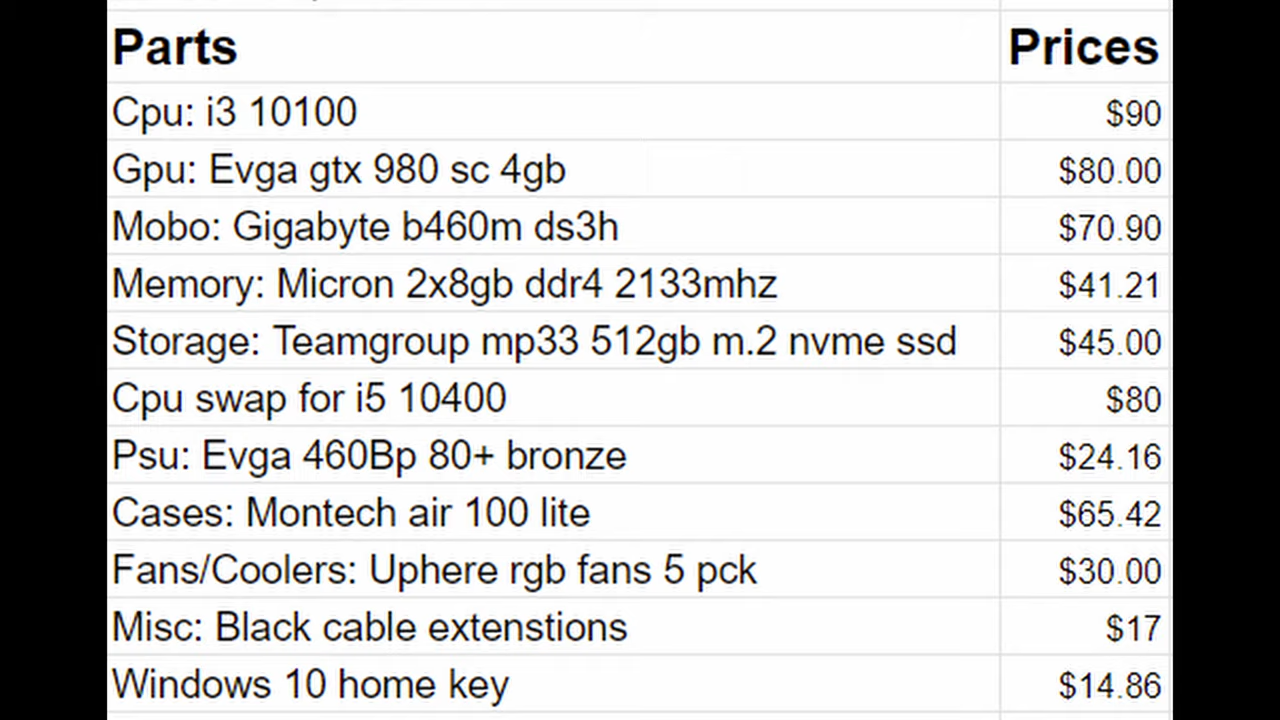 Parts Prices
Cpu: i3 10100 $90
Gpu: Evga gtx 980 sc 4gb $80.00
Mobo: Gigabyte b460m ds3h $70.90
Memory: Micron 2x8gb ddr4 2133mhz $41.21
Storage: Teamgroup mp33 512gb m.2 nvme ssd $45.00
Cpu swap for i5 10400 $80
Psu: Evga 460Bp 80+ bronze $24.16
Cases: Montech air 100 lite $65.42
Fans/Coolers: Uphere rgb fans 5 pck $30.00
Misc: Black cable extenstions $17
Windows 10 home key $14.86